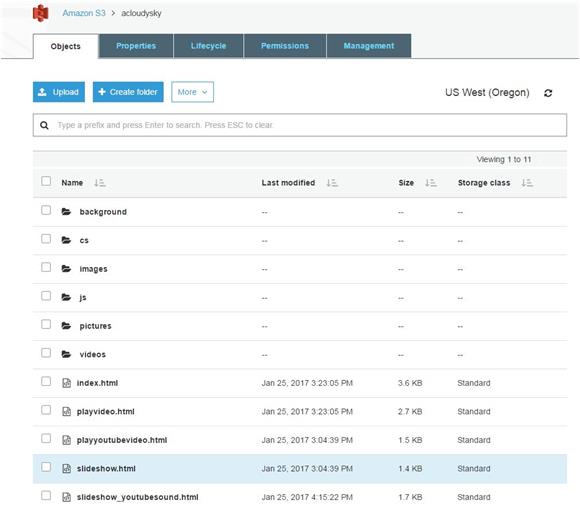 Amazon S3 > acloudysky
Objects Properties Lifecycle Permissions Management
Upload + Create folder More US West (Oregon)
Type a prefix and press Enter to search. Press ESC to clear.
Viewing 1 to 11
Name Last modified Size Storage class
background -- -- --
cs -- -- --
images -- -- --
js -- -- --
pictures -- -- --
videos -- -- --
index.html Jan 25, 2017 3:23:05 PM 3.6 KB Standard
playvideo.html Jan 25, 2017 3:23:05 PM 2.7 KB Standard
playyoutubevideo.html Jan 25, 2017 3:04:39 PM 1.5 KB Standard
slideshow.html Jan 25, 2017 3:04:39 PM 1.4 KB Standard
slideshow_youtubesound.html Jan 25, 2017 4:15:22 PM 1.7 KB Standard